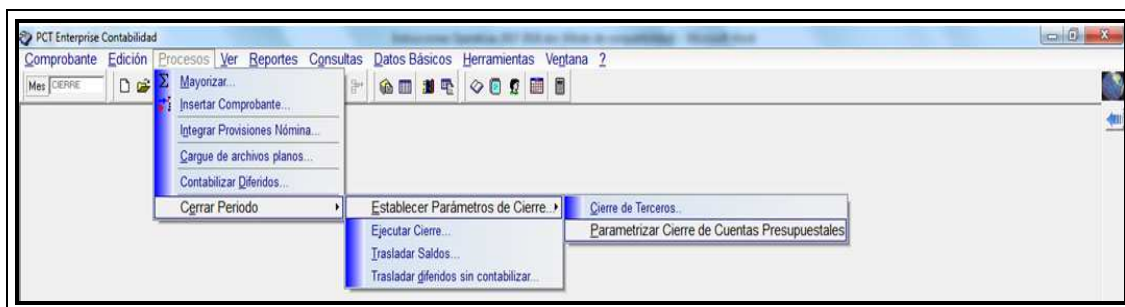 PCT Enterprise Contabilidad
Comprobante Edición Procesos Ver Reportes Consultas Datos Básicos Herramientas Ventana ?
Mes CIERRE
Mayorizar...
Insertar Comprobante...
Integrar Provisiones Nómina...
Cargue de archivos planos...
Contabilizar Diferidos...
Cerrar Periodo
Establecer Parámetros de Cierre...
Cierre de Terceros..
Parametrizar Cierre de Cuentas Presupuestales
Ejecutar Cierre...
Trasladar Saldos...
Trasladar diferidos sin contabilizar...